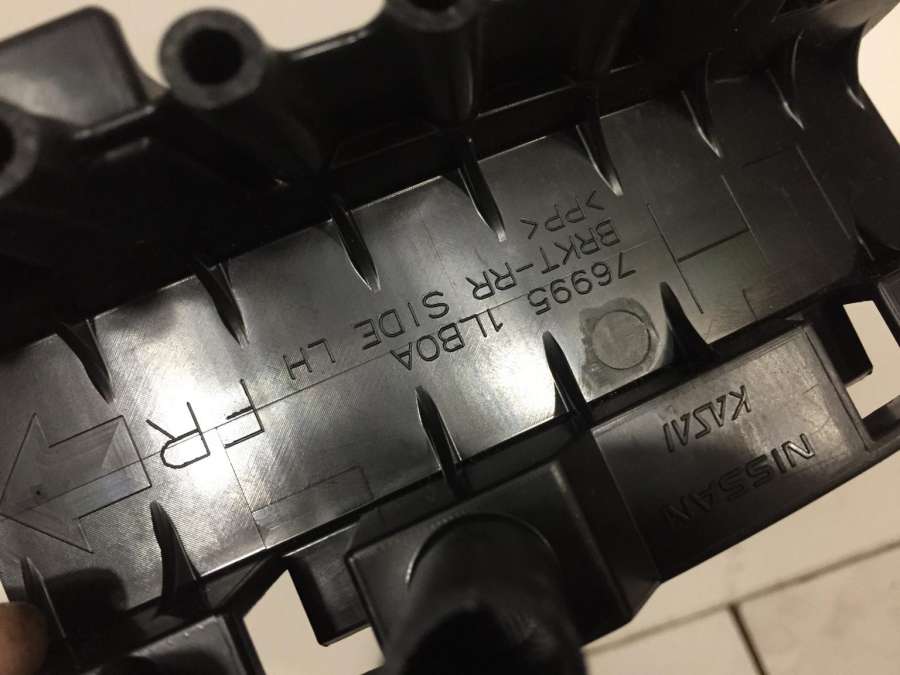 NISSAN
KASAI
76995 1LB0A
BRKT-RR SIDE LH
>PP<
FR